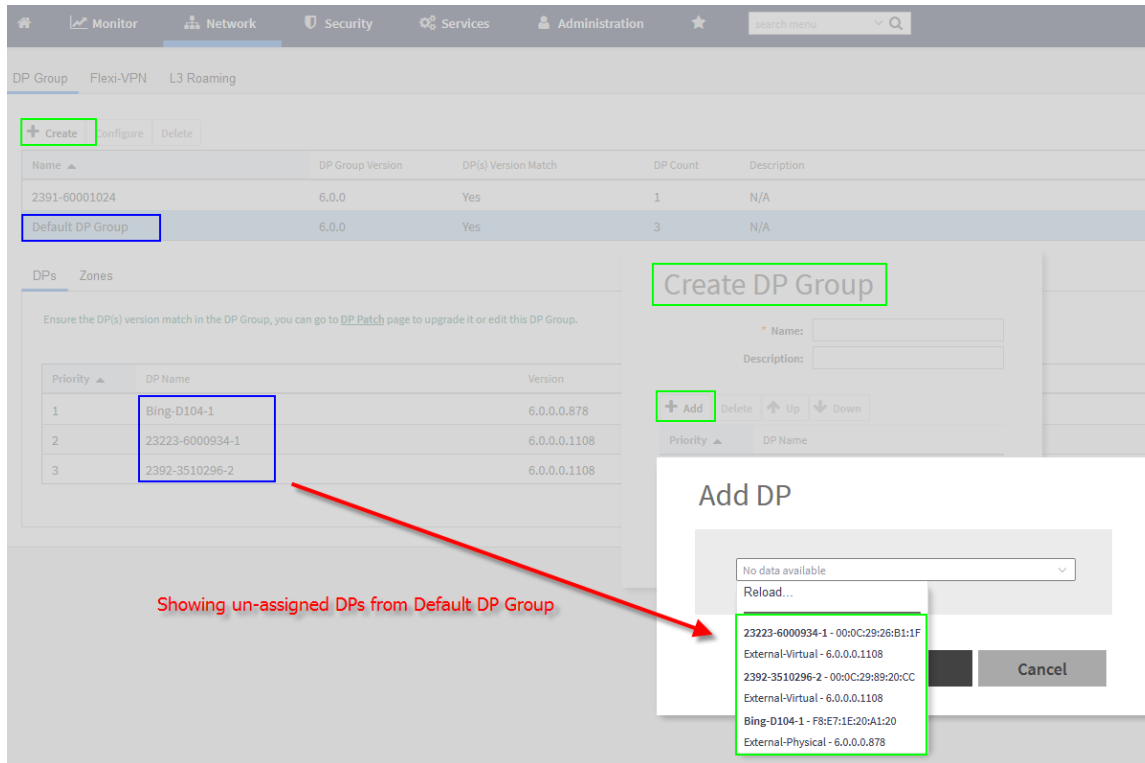 Monitor Network Security Services Administration search menu
DP Group Flexi-VPN L3 Roaming
+ Create Configure Delete
Name DP Group Version DP(s) Version Match DP Count Description
2391-60001024 6.0.0 Yes 1 N/A
Default DP Group 6.0.0 Yes 3 N/A
DPs Zones
Ensure the DP(s) version match in the DP Group, you can go to DP Patch page to upgrade it or edit this DP Group.
Priority DP Name Version
1 Bing-D104-1 6.0.0.0.878
2 23223-6000934-1 6.0.0.0.1108
3 2392-3510296-2 6.0.0.0.1108
Showing un-assigned DPs from Default DP Group
Create DP Group
* Name:
Description:
+ Add Delete Up Down
Priority DP Name
Add DP
No data available
Reload...
23223-6000934-1 - 00:0C:29:26:B1:1F
External-Virtual - 6.0.0.0.1108
2392-3510296-2 - 00:0C:29:89:20:CC
External-Virtual - 6.0.0.0.1108
Bing-D104-1 - F8:E7:1E:20:A1:20
External-Physical - 6.0.0.0.878
Cancel